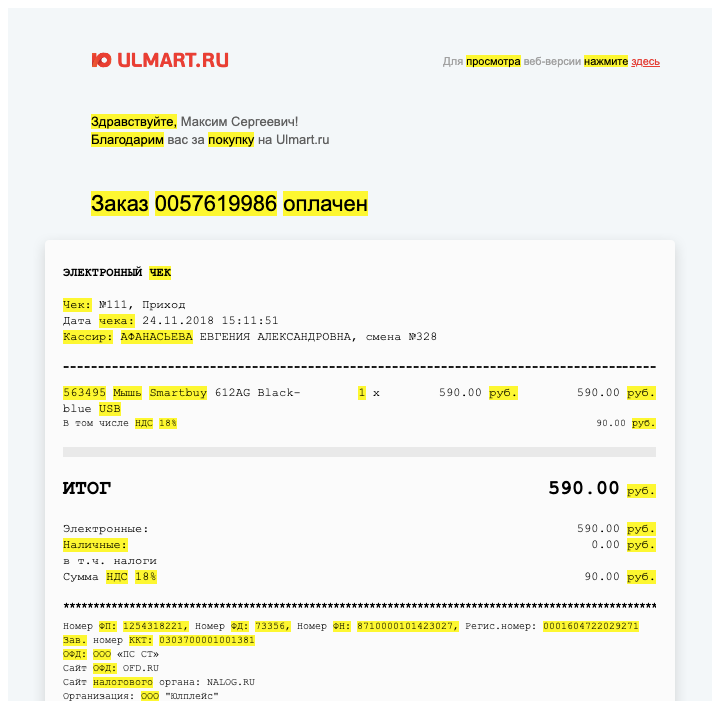 ULMART.RU
Для просмотра веб-версии нажмите здесь
Здравствуйте, Максим Сергеевич!
Благодарим вас за покупку на Ulmart.ru
Заказ 0057619986 оплачен
ЭЛЕКТРОННЫЙ ЧЕК
Чек: №111, Приход
Дата чека: 24.11.2018 15:11:51
Кассир: АФАНАСЬЕВА ЕВГЕНИЯ АЛЕКСАНДРОВНА, смена №328
563495 Мышь Smartbuy 612AG Black- 1 x 590.00 руб. 590.00 руб.
blue USB
В том числе НДС 18% 90.00 руб.
ИТОГ 590.00 руб.
Электронные: 590.00 руб.
Наличные: 0.00 руб.
в т.ч. налоги
Сумма НДС 18% 90.00 руб.
Номер ФП: 1254318221, Номер ФД: 73356, Номер ФН: 8710000101423027, Регис.номер: 0001604722029271
Зав. номер ККТ: 0303700001001381
ОФД: ООО «ПС СТ»
Сайт ОФД: OFD.RU
Сайт налогового органа: NALOG.RU
Организация: ООО "Юлплейс"